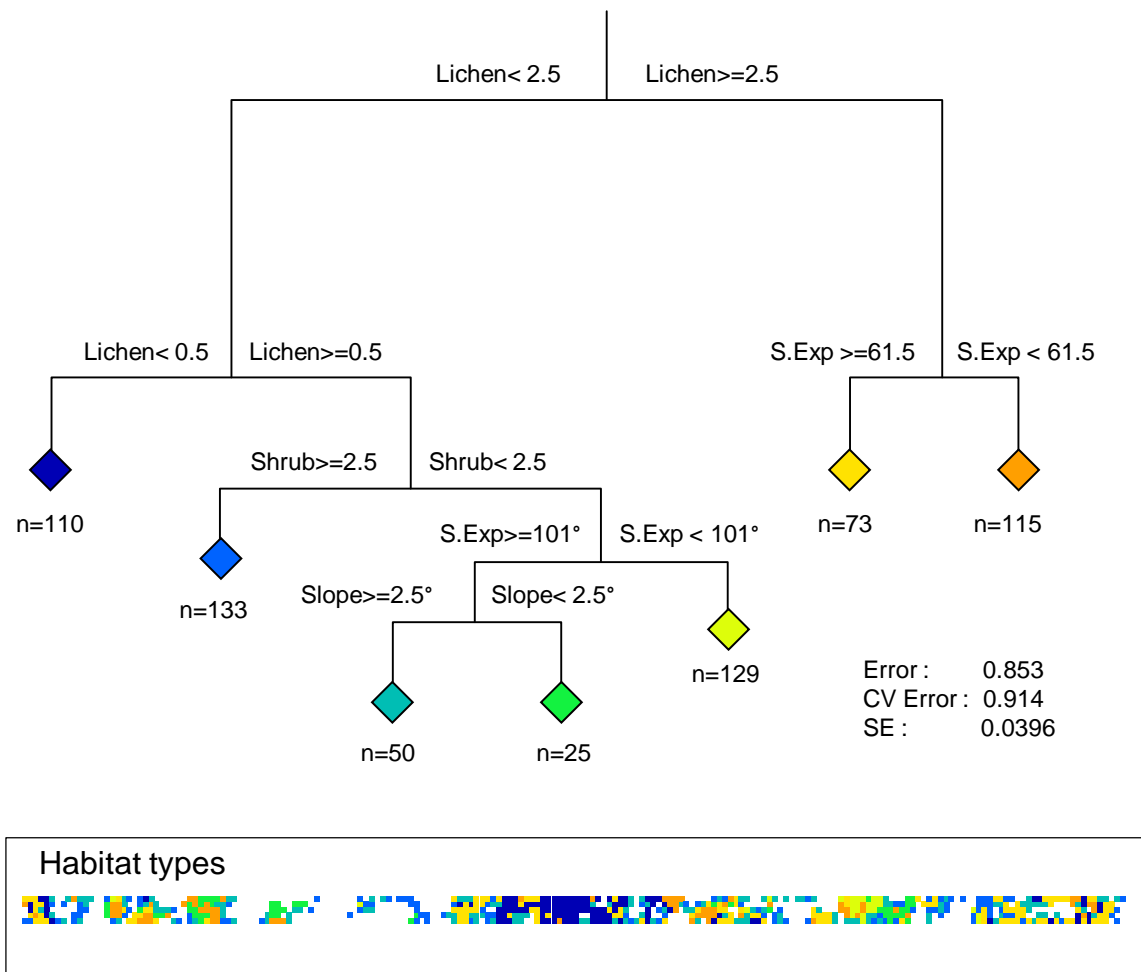 Lichen< 2.5 Lichen>=2.5
Lichen< 0.5 Lichen>=0.5 S.Exp >=61.5 S.Exp < 61.5
Shrub>=2.5 Shrub< 2.5
n=110 n=73 n=115
S.Exp>=101° S.Exp < 101°
Slope>=2.5° Slope< 2.5°
n=133
n=129
Error : 0.853
CV Error : 0.914
SE : 0.0396
n=50 n=25
Habitat types